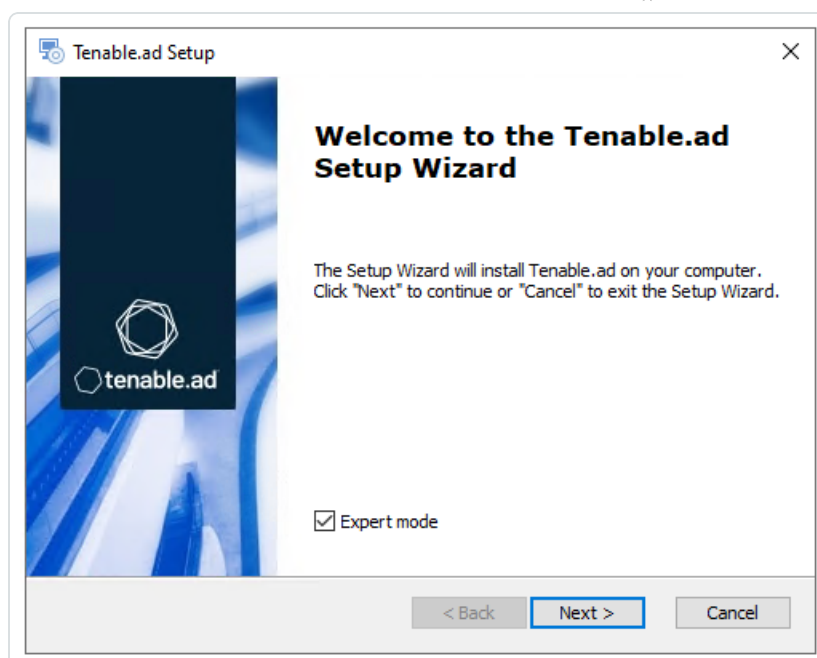 Tenable.ad Setup
Welcome to the Tenable.ad
Setup Wizard
The Setup Wizard will install Tenable.ad on your computer.
Click "Next" to continue or "Cancel" to exit the Setup Wizard.
tenable.ad
Expert mode
< Back Next > Cancel